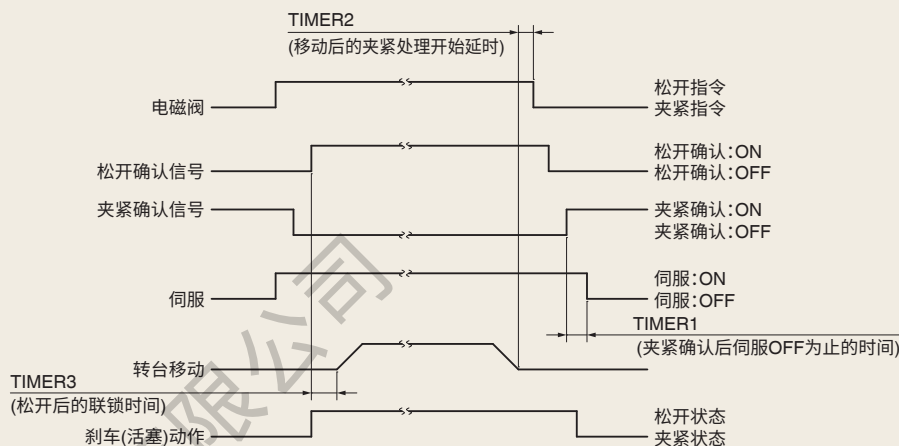 TIMER2
(移动后的夹紧处理开始延时)
电磁阀
松开指令
夹紧指令
松开确认信号
松开确认:ON
松开确认:OFF
夹紧确认信号
夹紧确认:ON
夹紧确认:OFF
伺服
伺服:ON
伺服:OFF
TIMER1
(夹紧确认后伺服OFF为止的时间)
转台移动
TIMER3
(松开后的联锁时间)
刹车(活塞)动作
松开状态
夹紧状态
限公司